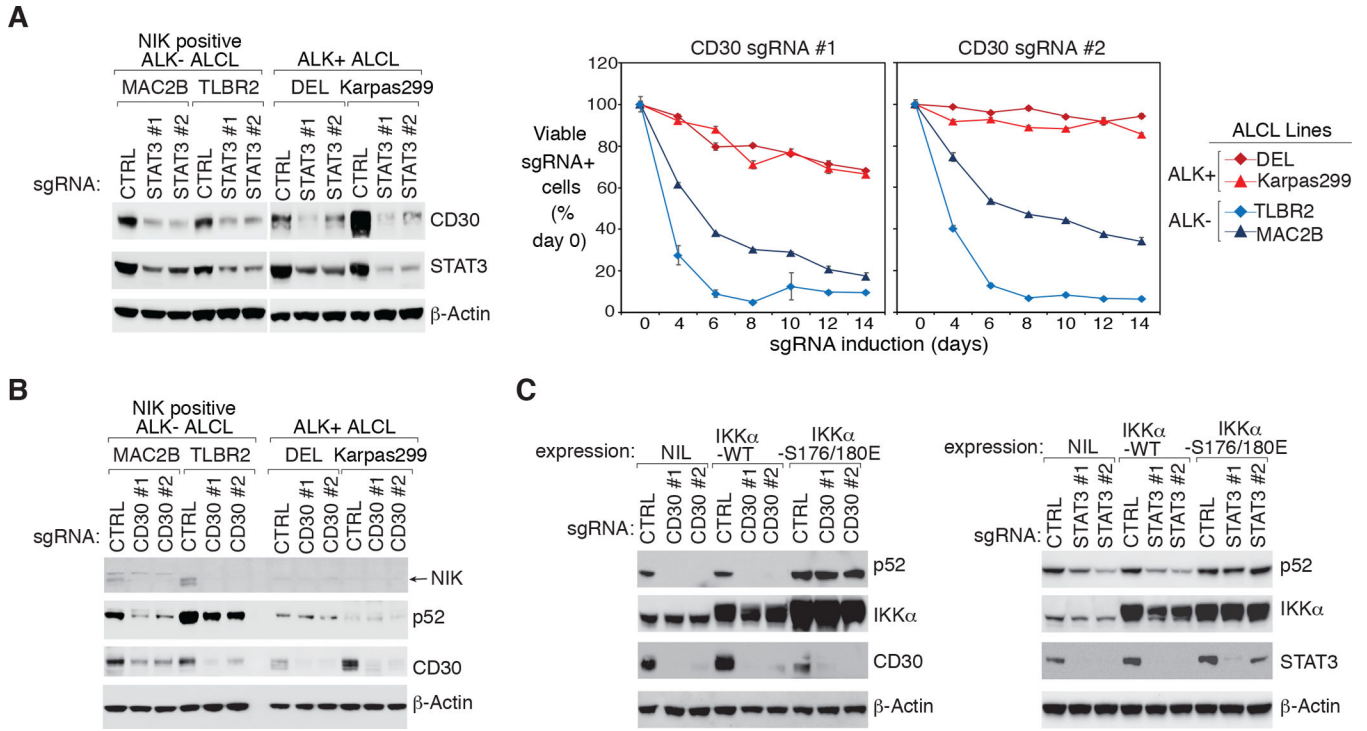 A
NIK positive
ALK- ALCL
ALK+ ALCL
MAC2B TLBR2 DEL Karpas299
sgRNA: CTRL STAT3 #1 STAT3 #2 CTRL STAT3 #1 STAT3 #2 CTRL STAT3 #1 STAT3 #2 CTRL STAT3 #1 STAT3 #2
CD30
STAT3
β-Actin
CD30 sgRNA #1 CD30 sgRNA #2
Viable
sgRNA+
cells
(%
day 0)
120
100
80
60
40
20
0
0 4 6 8 10 12 14 0 4 6 8 10 12 14
sgRNA induction (days)
ALCL Lines
ALK+
DEL
Karpas299
ALK-
TLBR2
MAC2B
B
NIK positive
ALK- ALCL
ALK+ ALCL
MAC2B TLBR2 DEL Karpas299
sgRNA: CTRL CD30 #1 CD30 #2 CTRL CD30 #1 CD30 #2 CTRL CD30 #1 CD30 #2 CTRL CD30 #1 CD30 #2
NIK
p52
CD30
β-Actin
C
expression: NIL IKKα
-WT IKKα
-S176/180E
sgRNA: CTRL CD30 #1 CD30 #2 CTRL CD30 #1 CD30 #2 CTRL CD30 #1 CD30 #2
p52
IKKα
CD30
β-Actin
expression: NIL IKKα
-WT IKKα
-S176/180E
sgRNA: CTRL STAT3 #1 STAT3 #2 CTRL STAT3 #1 STAT3 #2 CTRL STAT3 #1 STAT3 #2
p52
IKKα
STAT3
β-Actin